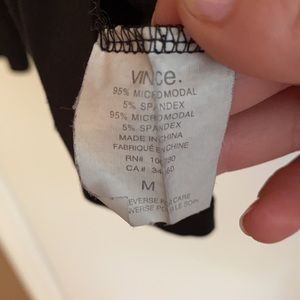 VINCE.
95% MICROMODAL
5% SPANDEX
95% MICROMODAL
5% SPANDEX
MADE IN CHINA
FABRIQUÉ EN CHINE
RN#
CA#
M
REVERSE FOR CARE